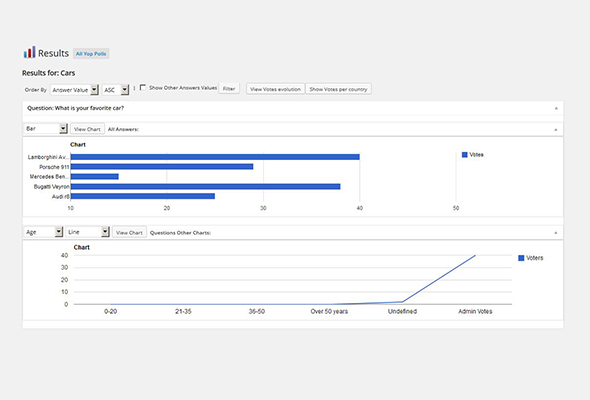 Results All Yop Polls
Results for: Cars
Order By Answer Value ASC Show Other Answers Values Filter View Votes evolution Show Votes per country
Question: What is your favorite car?
Bar View Chart All Answers:
Chart
Lamborghini Av...
Porsche 911
Mercedes Ben...
Bugatti Veyron
Audi r8
Votes
10 20 30 40 50
Age Line View Chart Questions Other Charts:
Chart
40
30
20
10
0
Voters
0-20 21-35 36-50 Over 50 years Undefined Admin Votes